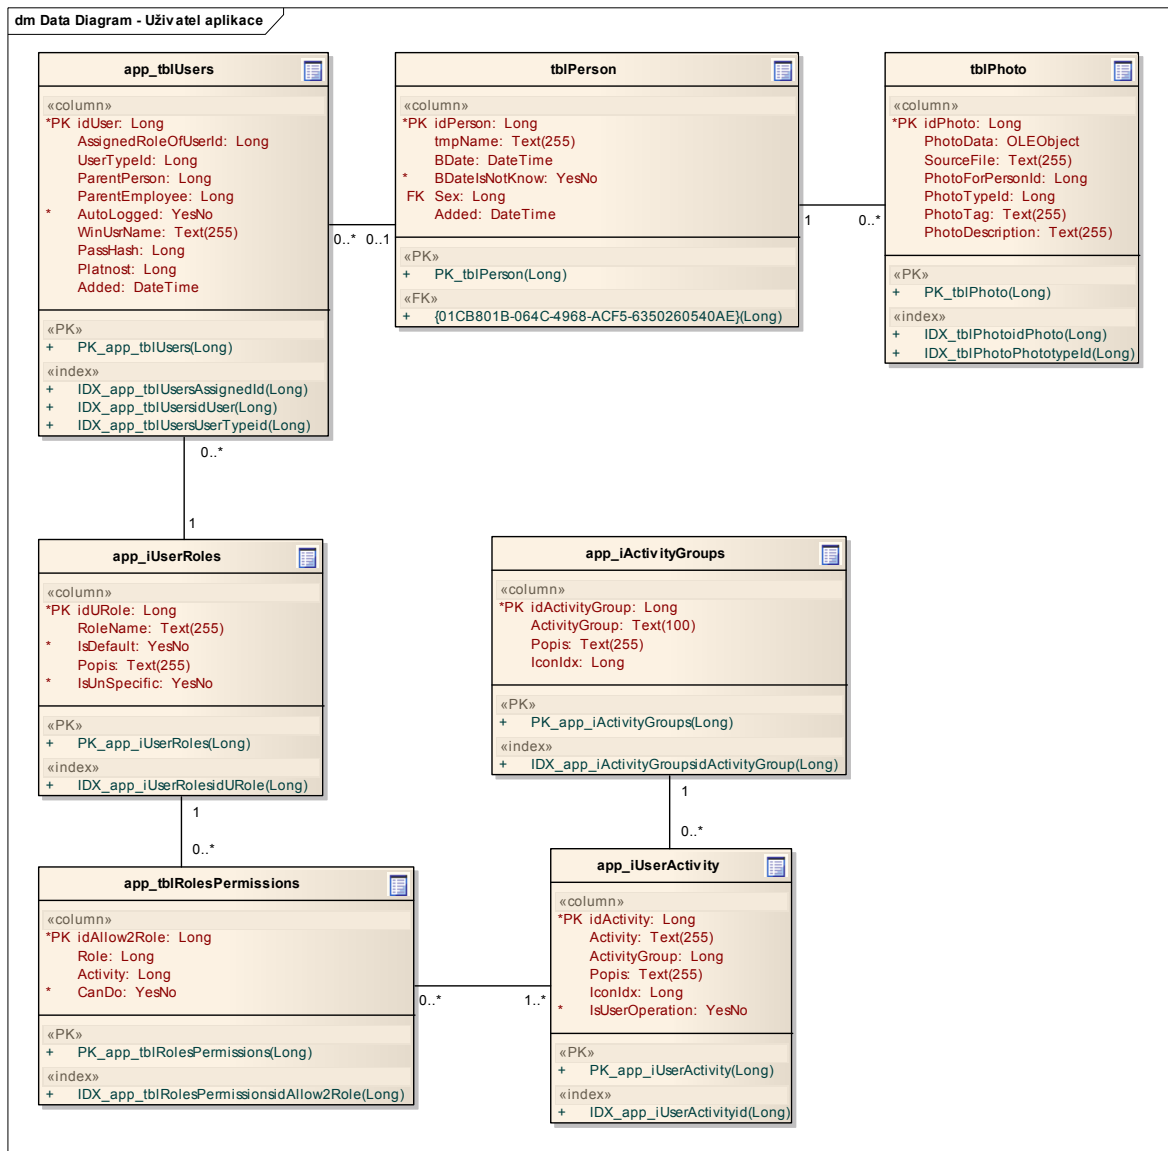 dm Data Diagram - Uživatel aplikace
app_tblUsers
«column»
*PK idUser: Long
AssignedRoleOfUserId: Long
UserTypeId: Long
ParentPerson: Long
ParentEmployee: Long
* AutoLogged: YesNo
WinUsrName: Text(255)
PassHash: Long
Platnost: Long
Added: DateTime
«PK»
+ PK_app_tblUsers(Long)
«index»
+ IDX_app_tblUsersAssignedId(Long)
+ IDX_app_tblUsersidUser(Long)
+ IDX_app_tblUsersUserTypeid(Long)
0..*
0..1
tblPerson
«column»
*PK idPerson: Long
tmpName: Text(255)
BDate: DateTime
* BDateIsNotKnow: YesNo
FK Sex: Long
Added: DateTime
«PK»
+ PK_tblPerson(Long)
«FK»
+ {01CB801B-064C-4968-ACF5-6350260540AE}(Long)
1
0..*
tblPhoto
«column»
*PK idPhoto: Long
PhotoData: OLEObject
SourceFile: Text(255)
PhotoForPersonId: Long
PhotoTypeId: Long
PhotoTag: Text(255)
PhotoDescription: Text(255)
«PK»
+ PK_tblPhoto(Long)
«index»
+ IDX_tblPhotoidPhoto(Long)
+ IDX_tblPhotoPhototypeId(Long)
0..*
1
app_iUserRoles
«column»
*PK idURole: Long
RoleName: Text(255)
* IsDefault: YesNo
Popis: Text(255)
* IsUnSpecific: YesNo
«PK»
+ PK_app_iUserRoles(Long)
«index»
+ IDX_app_iUserRolesidURole(Long)
1
0..*
app_iActivityGroups
«column»
*PK idActivityGroup: Long
ActivityGroup: Text(100)
Popis: Text(255)
IconIdx: Long
«PK»
+ PK_app_iActivityGroups(Long)
«index»
+ IDX_app_iActivityGroupsidActivityGroup(Long)
1
0..*
app_tblRolesPermissions
«column»
*PK idAllow2Role: Long
Role: Long
Activity: Long
* CanDo: YesNo
«PK»
+ PK_app_tblRolesPermissions(Long)
«index»
+ IDX_app_tblRolesPermissionsidAllow2Role(Long)
0..*
1..*
app_iUserActivity
«column»
*PK idActivity: Long
Activity: Text(255)
ActivityGroup: Long
Popis: Text(255)
IconIdx: Long
* IsUserOperation: YesNo
«PK»
+ PK_app_iUserActivity(Long)
«index»
+ IDX_app_iUserActivityid(Long)